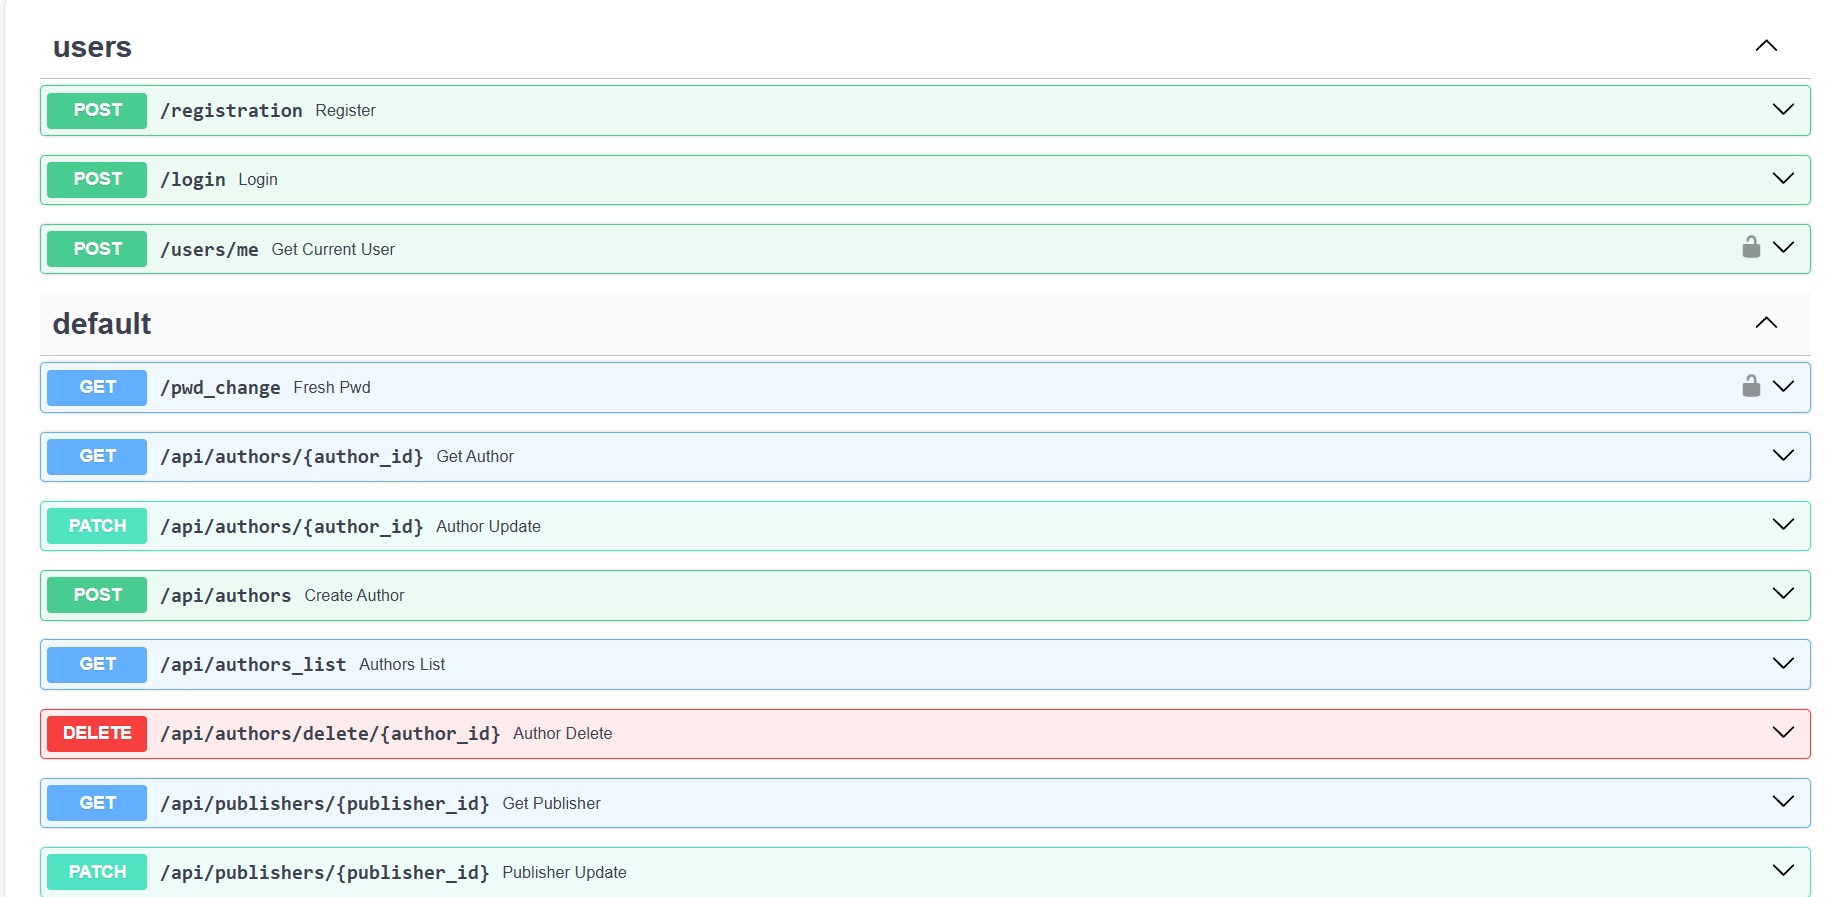 users
POST /registration Register
POST /login Login
POST /users/me Get Current User
default
GET /pwd_change Fresh Pwd
GET /api/authors/{author_id} Get Author
PATCH /api/authors/{author_id} Author Update
POST /api/authors Create Author
GET /api/authors_list Authors List
DELETE /api/authors/delete/{author_id} Author Delete
GET /api/publishers/{publisher_id} Get Publisher
PATCH /api/publishers/{publisher_id} Publisher Update